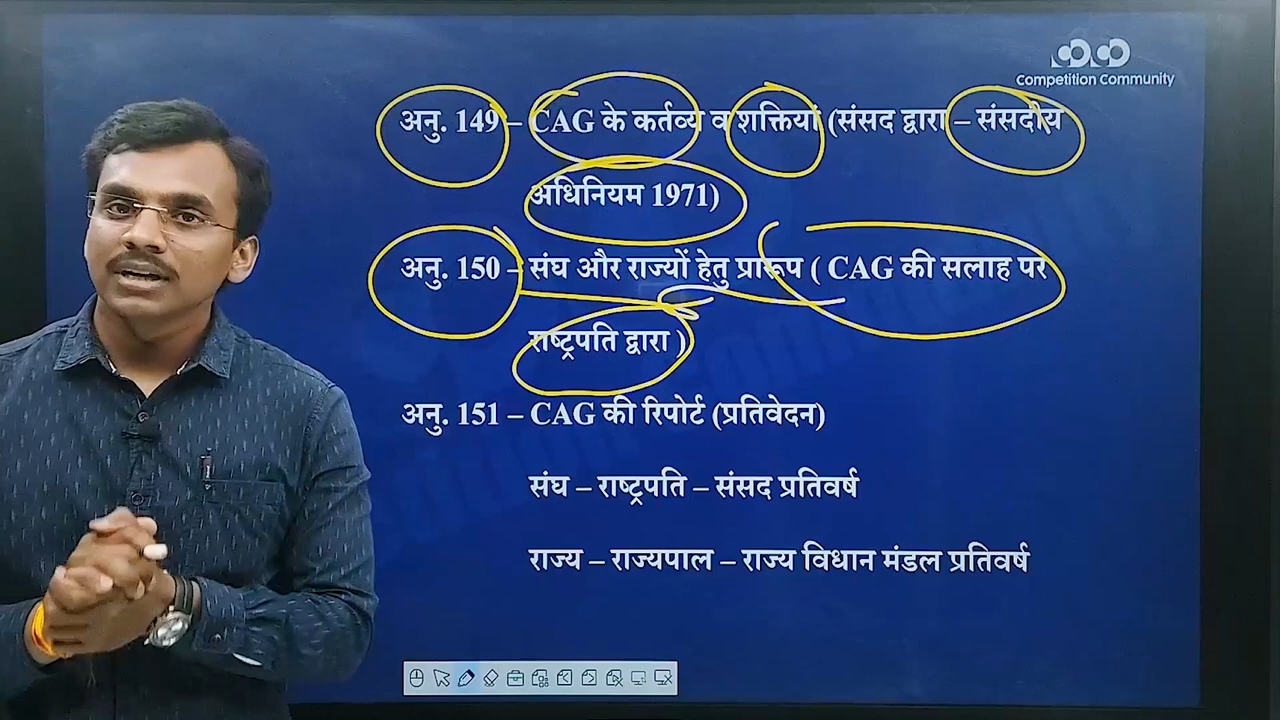 Competition Community
अनु. 149 – CAG के कर्तव्य व शक्तियां (संसद द्वारा – संसदीय
अधिनियम 1971)
अनु. 150 – संघ और राज्यों हेतु प्रारूप ( CAG की सलाह पर
राष्ट्रपति द्वारा )
अनु. 151 – CAG की रिपोर्ट (प्रतिवेदन)
संघ – राष्ट्रपति – संसद प्रतिवर्ष
राज्य – राज्यपाल – राज्य विधान मंडल प्रतिवर्ष